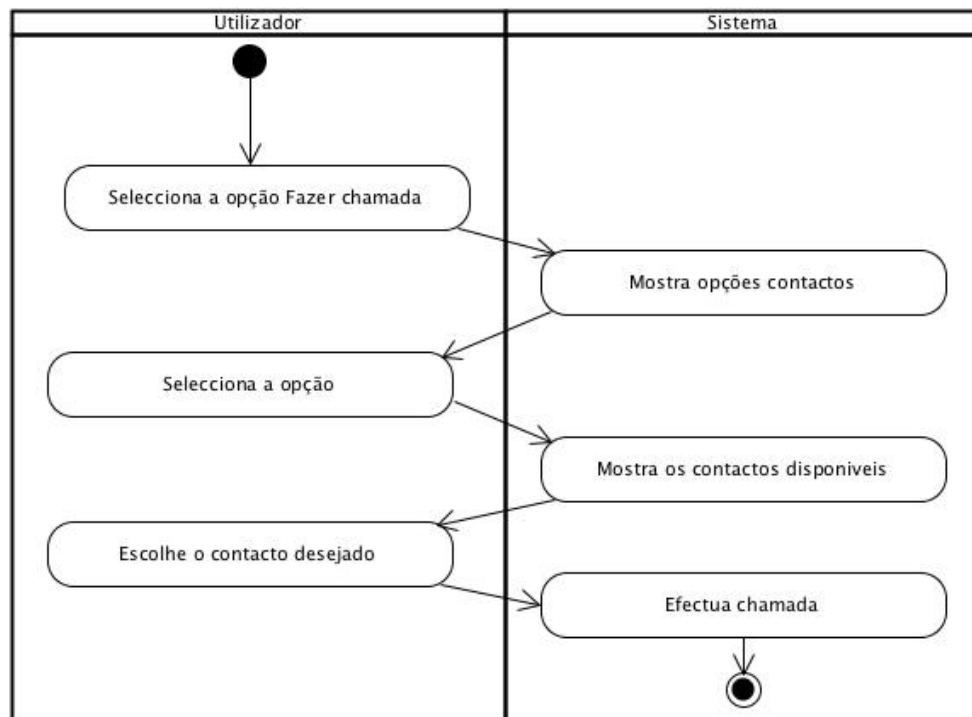 Utilizador
Sistema
Selecciona a opção Fazer chamada
Mostra opções contactos
Selecciona a opção
Mostra os contactos disponiveis
Escolhe o contacto desejado
Efectua chamada